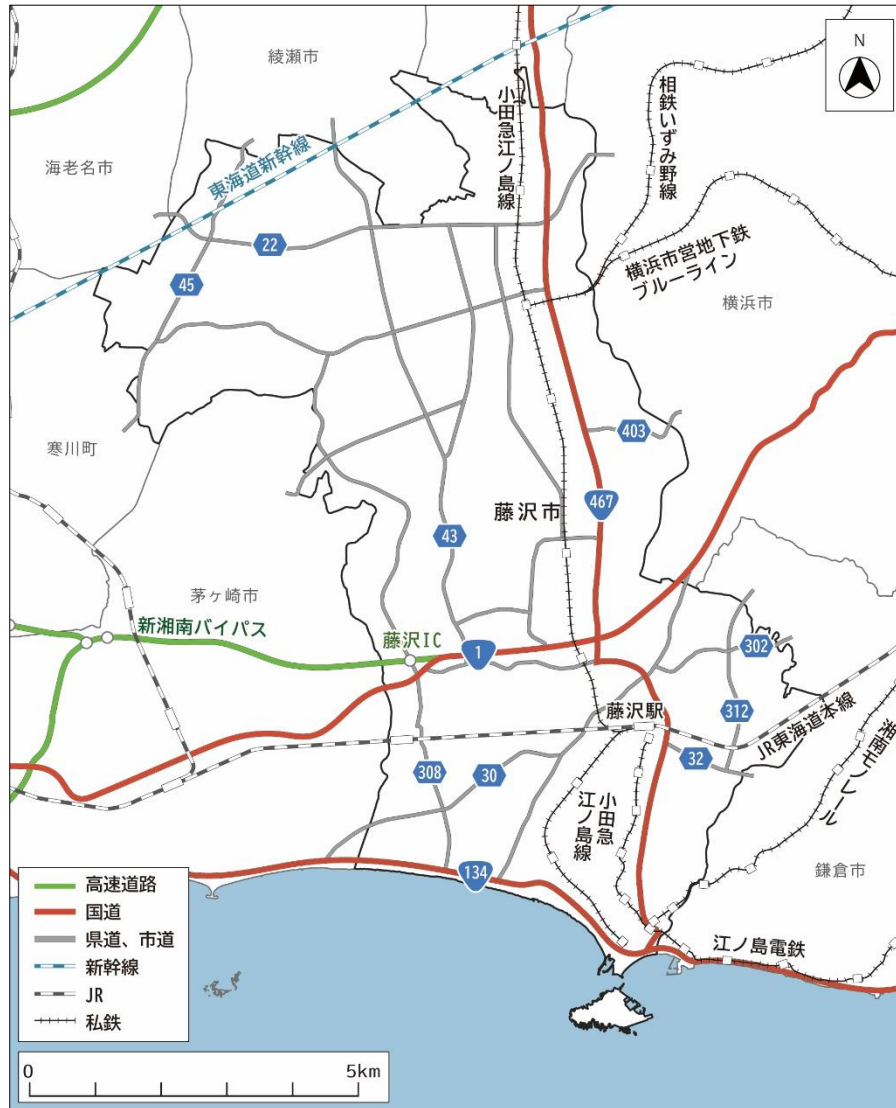 綾瀬市
N
海老名市
東海道新幹線
小田急江ノ島線
相鉄いずみ野線
22
45
横浜市営地下鉄
ブルーライン
横浜市
寒川町
403
467
藤沢市
43
茅ヶ崎市
新湘南バイパス
藤沢IC
1
302
312
藤沢駅
JR東海道本線
32
308
30
小田急
江ノ島線
湘南モノレール
134
鎌倉市
江ノ島電鉄
高速道路
国道
県道、市道
新幹線
JR
私鉄
0
5km